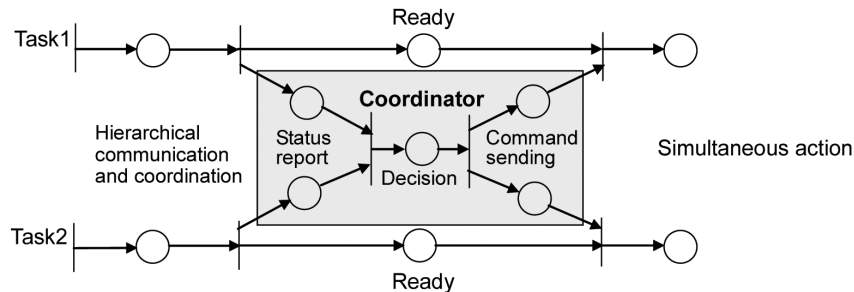 Ready
Task1
Coordinator
Hierarchical
communication
and coordination
Status
report
Decision
Command
sending
Simultaneous action
Task2
Ready